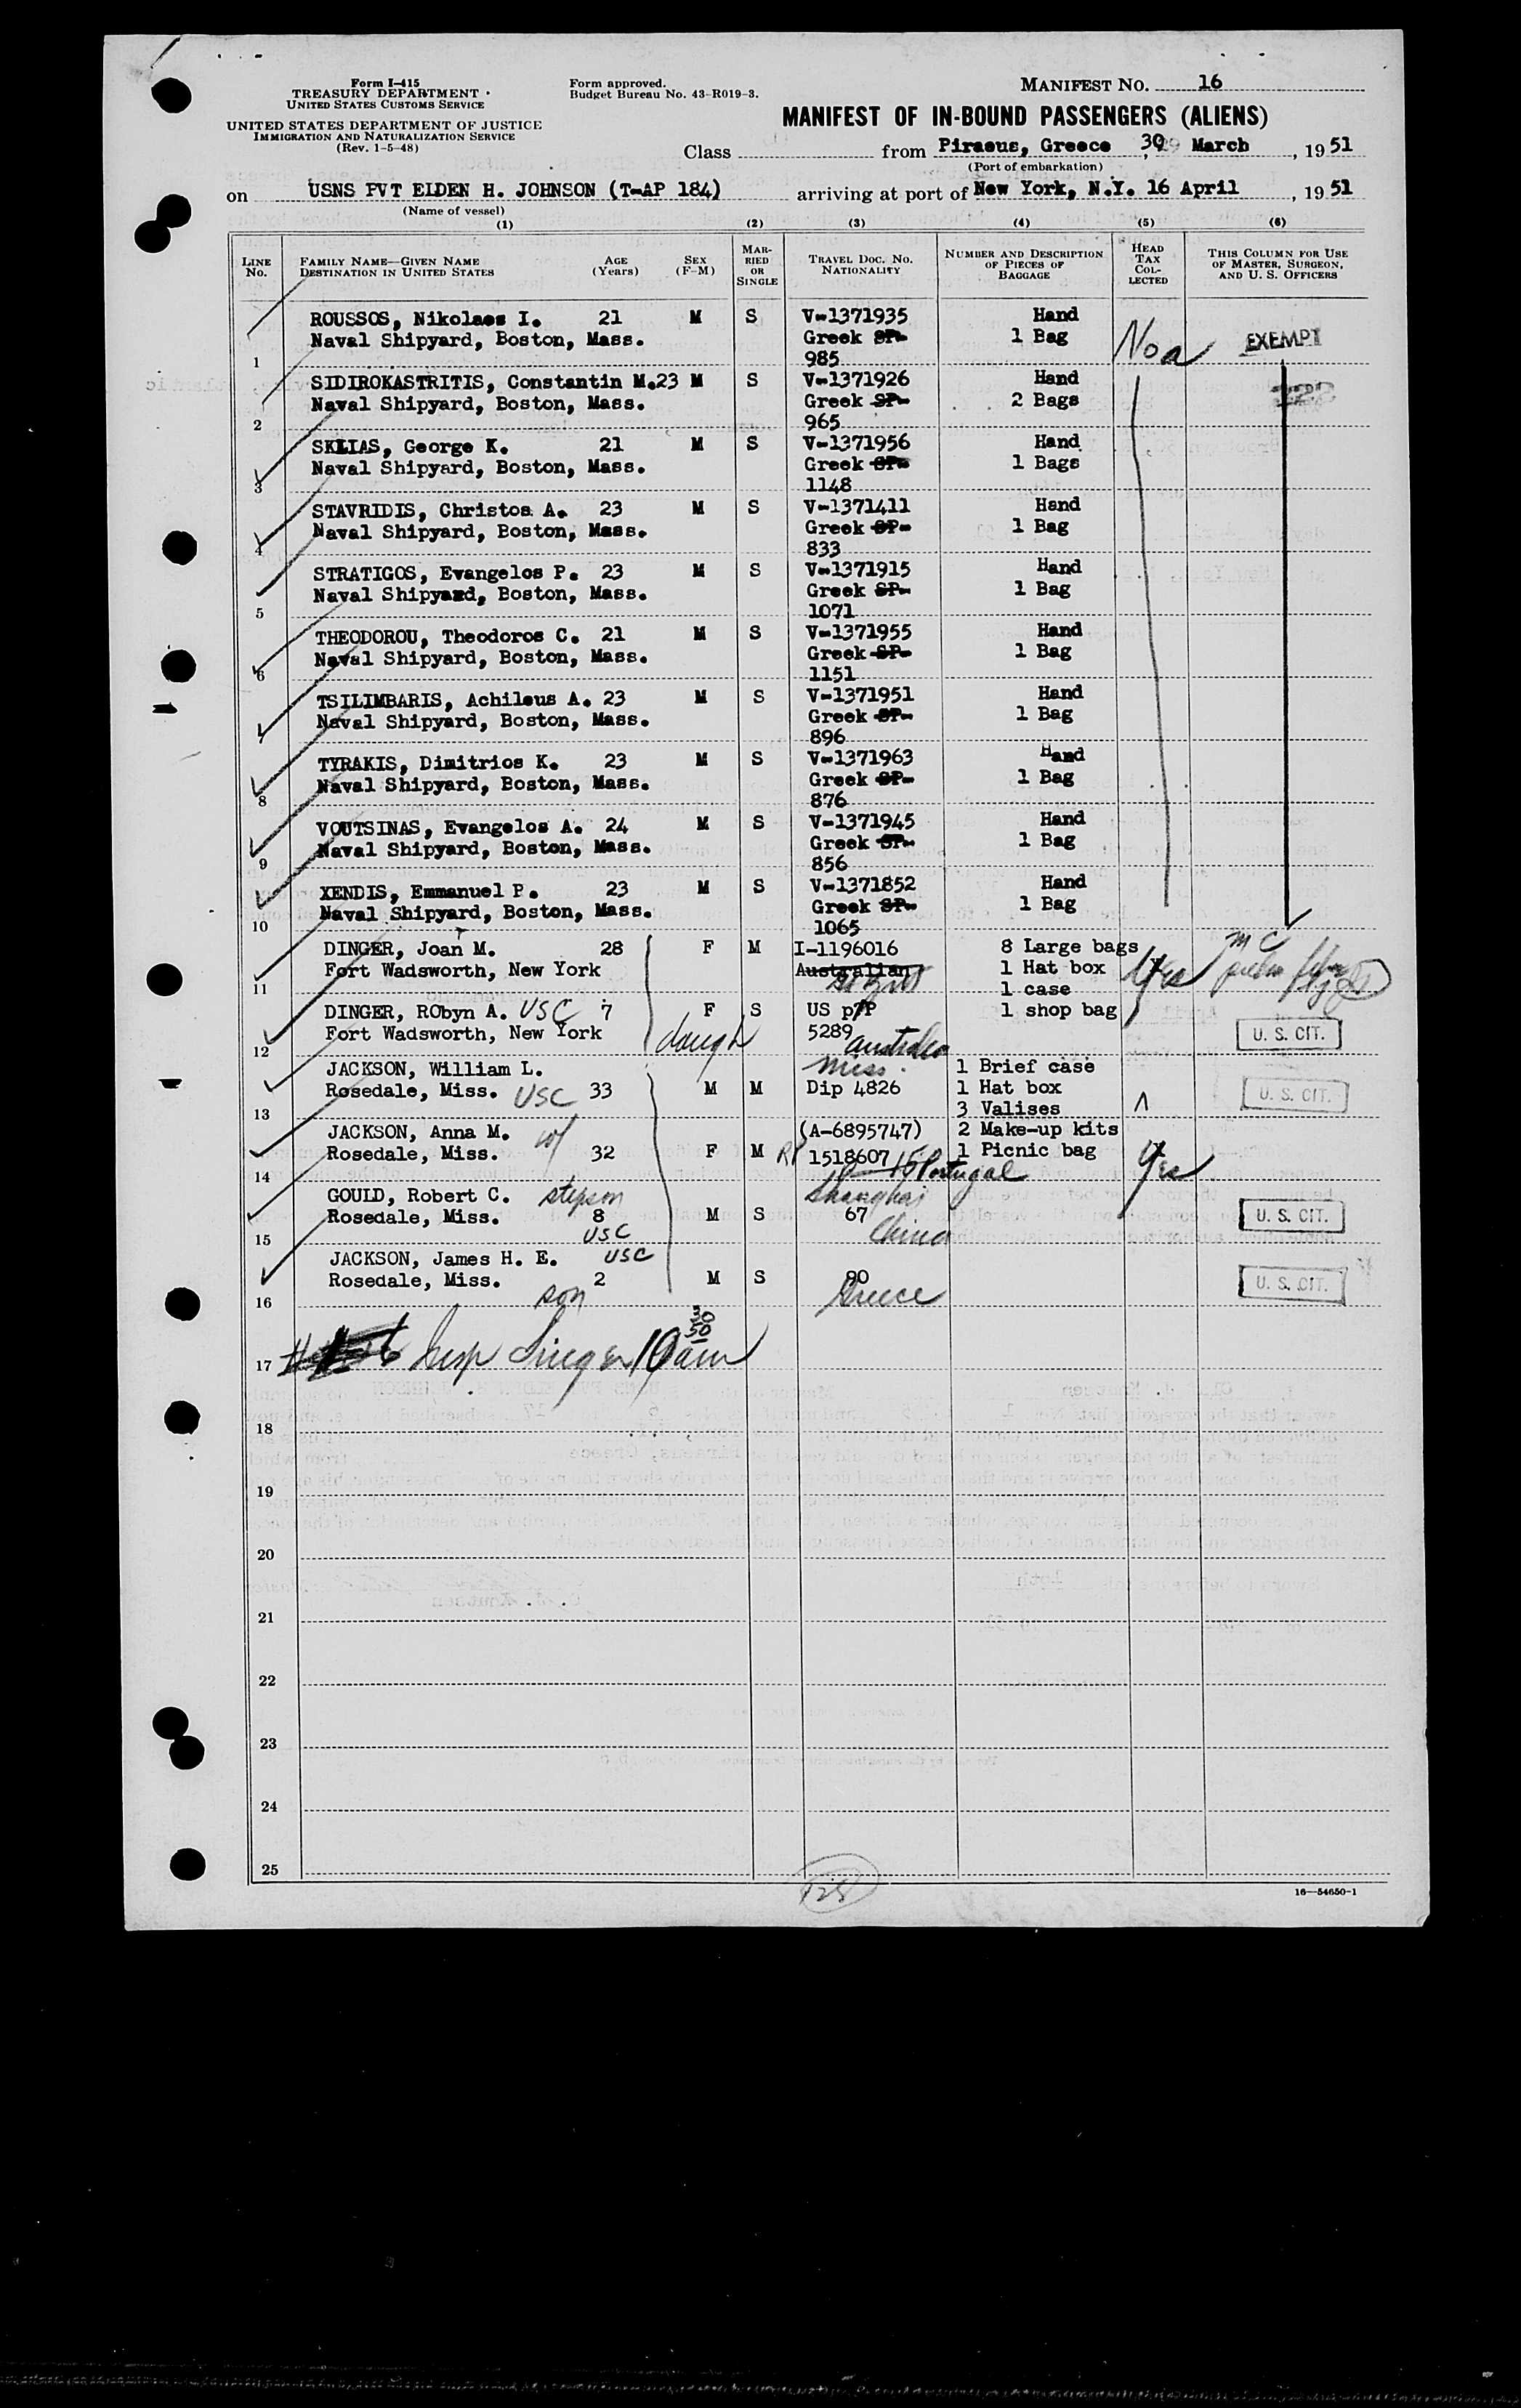 Form I-415
TREASURY DEPARTMENT
UNITED STATES CUSTOMS SERVICE
UNITED STATES DEPARTMENT OF JUSTICE
IMMIGRATION AND NATURALIZATION SERVICE
(Rev. 1-5-48)
Form approved.
Budget Bureau No. 43-R019-3.
MANIFEST NO. 16
MANIFEST OF IN-BOUND PASSENGERS (ALIENS)
Class from Piraeus, Greece, 30 March, 1951
(Port of embarkation)
on USNS PVT ELDEN H. JOHNSON (T-AP 184) arriving at port of New York, N.Y. 16 April, 1951
(Name of vessel)
(1) (2) (3) (4) (5) (6)
LINE No. FAMILY NAME—GIVEN NAME DESTINATION IN UNITED STATES AGE (Years) SEX (F-M) MARRIED OR SINGLE TRAVEL DOC. NO. NATIONALITY NUMBER AND DESCRIPTION OF PIECES OF BAGGAGE HEAD TAX COLLECTED THIS COLUMN FOR USE OF MASTER, SURGEON, AND U. S. OFFICERS
ROUSSOS, Nikolaos I. 21 M S V-1371935 Hand
Naval Shipyard, Boston, Mass. Greek SP- 1 Bag EXEMPT
1 985
SIDIROKASTRITIS, Constantin M. 23 M S V-1371926 Hand
Naval Shipyard, Boston, Mass. Greek SP- 2 Bags
2 965
SKLIAS, George K. 21 M S V-1371956 Hand
Naval Shipyard, Boston, Mass. Greek SP- 1 Bags
3 1148
STAVRIDIS, Christos A. 23 M S V-1371411 Hand
Naval Shipyard, Boston, Mass. Greek SP- 1 Bag
4 833
STRATIGOS, Evangelos P. 23 M S V-1371915 Hand
Naval Shipyard, Boston, Mass. Greek SP- 1 Bag
5 1071
THEODOROU, Theodoros C. 21 M S V-1371955 Hand
Naval Shipyard, Boston, Mass. Greek SP- 1 Bag
6 1151
TSILIMBARIS, Achileus A. 23 M S V-1371951 Hand
Naval Shipyard, Boston, Mass. Greek SP- 1 Bag
7 896
TYRAKIS, Dimitrios K. 23 M S V-1371963 Hand
Naval Shipyard, Boston, Mass. Greek SP- 1 Bag
8 876
VOUTSINAS, Evangelos A. 24 M S V-1371945 Hand
Naval Shipyard, Boston, Mass. Greek SP- 1 Bag
9 856
XENDIS, Emmanuel P. 23 M S V-1371852 Hand
Naval Shipyard, Boston, Mass. Greek SP- 1 Bag
10 1065
DINGER, Joan M. 28 F M I-1196016 8 Large bags
Fort Wadsworth, New York Australian 1 Hat box Yes
11 1 case
DINGER, RObyn A. USC 7 F S US pp 1 shop bag
Fort Wadsworth, New York daugh 5289 Australia U. S. CIT.
12
JACKSON, William L. Miss. 1 Brief case
Rosedale, Miss. USC 33 M M Dip 4826 1 Hat box U. S. CIT.
13 3 Valises
JACKSON, Anna M. w/ (A-6895747) 2 Make-up kits
Rosedale, Miss. 32 F M RP 1518607 1 Picnic bag Yes
14 Portugal
GOULD, Robert C. stepson Shanghai
Rosedale, Miss. 8 M S 67 U. S. CIT.
15 USC China
JACKSON, James H. E. USC
Rosedale, Miss. 2 M S 90 U. S. CIT.
16 son Greece
17 Insp Singer 10 am
18
19
20
21
22
23
24
25
128
16—54650-1